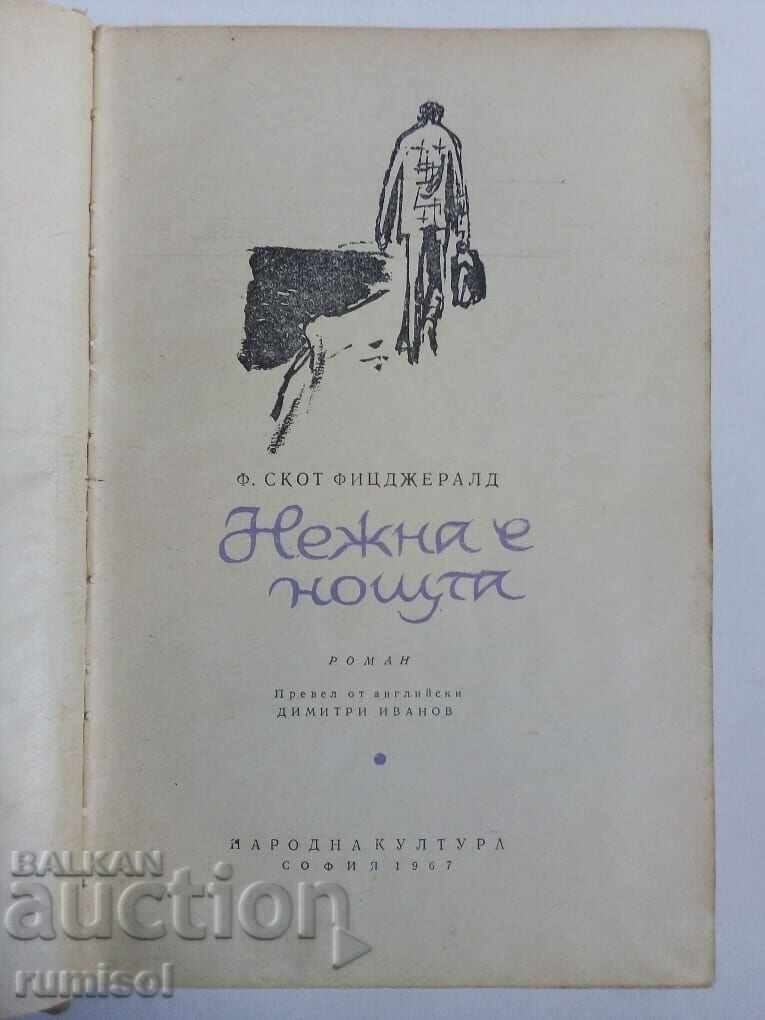 Ф. СКОТ ФИЦДЖЕРАЛД
Нежна е
нощта
РОМАН
Превел от английски
ДИМИТРИ ИВАНОВ
НАРОДНА КУЛТУРА
СОФИЯ 1967
BALKAN
auction
rumisol